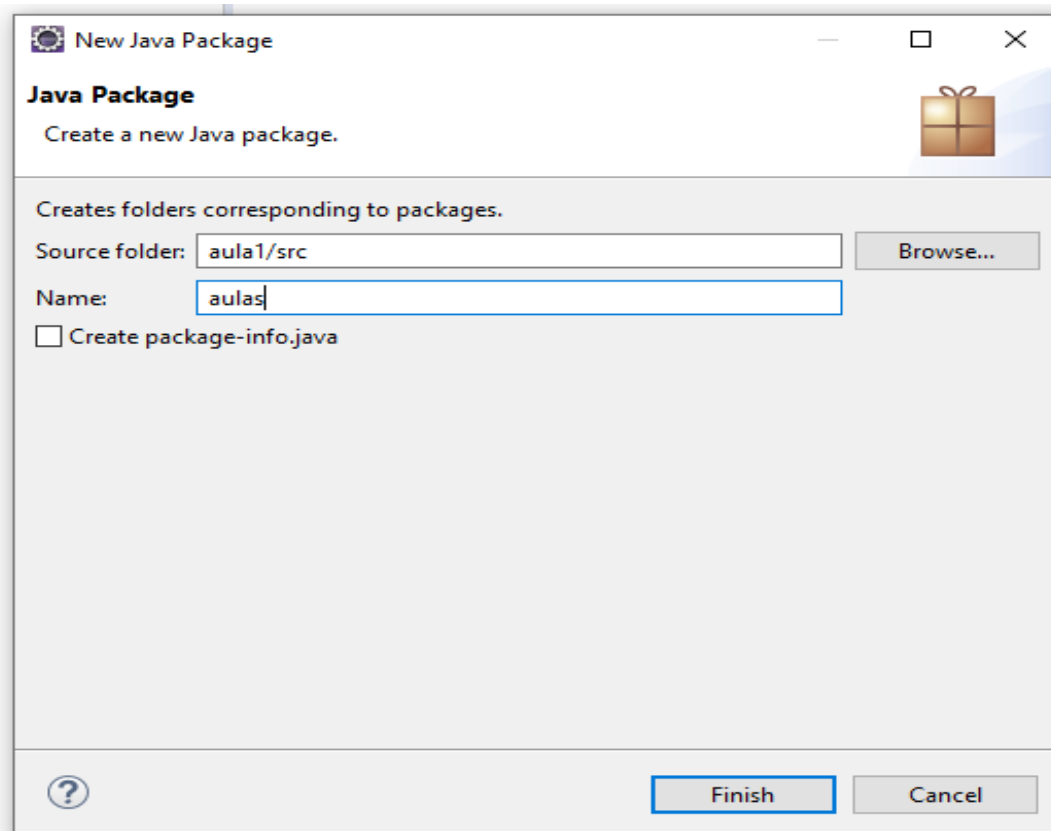 New Java Package
Java Package
Create a new Java package.
Creates folders corresponding to packages.
Source folder: aula1/src Browse...
Name: aulas
Create package-info.java
? Finish Cancel